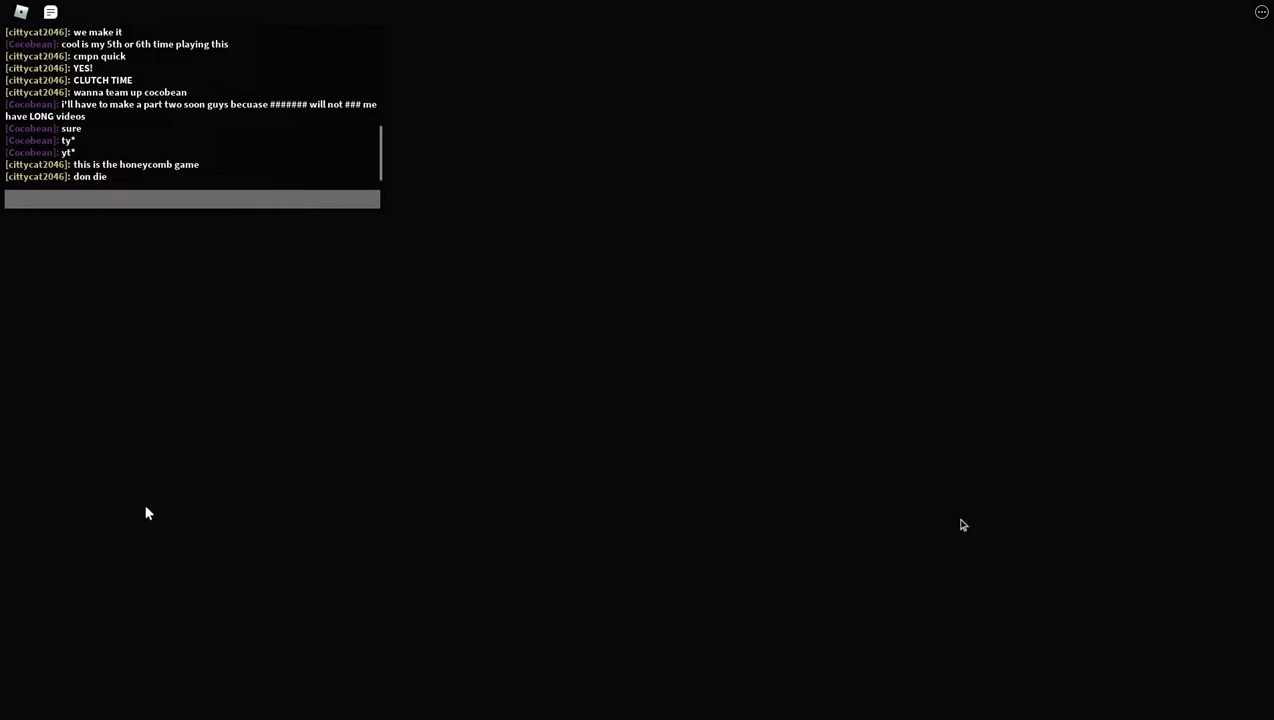 [cittycat2046]: we make it
[Cocobean]: cool is my 5th or 6th time playing this
[cittycat2046]: cmpn quick
[cittycat2046]: YES!
[cittycat2046]: CLUTCH TIME
[cittycat2046]: wanna team up cocobean
[Cocobean]: i'll have to make a part two soon guys becuase ####### will not ### me
have LONG videos
[Cocobean]: sure
[Cocobean]: ty*
[Cocobean]: yt*
[cittycat2046]: this is the honeycomb game
[cittycat2046]: don die